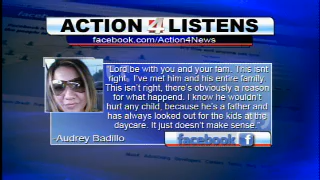 ACTION 4 LISTENS
facebook.com/Action4News
"Lord be with you and your fam. This isnt
right. I've met him and his entire family.
This isn't right, there's obviously a reason
for what happend. I know he wouldn't
hurt any child, because he's a father and
has always looked out for the kids at the
daycare. It just doesn't make sense."
-Audrey Badillo
facebook f